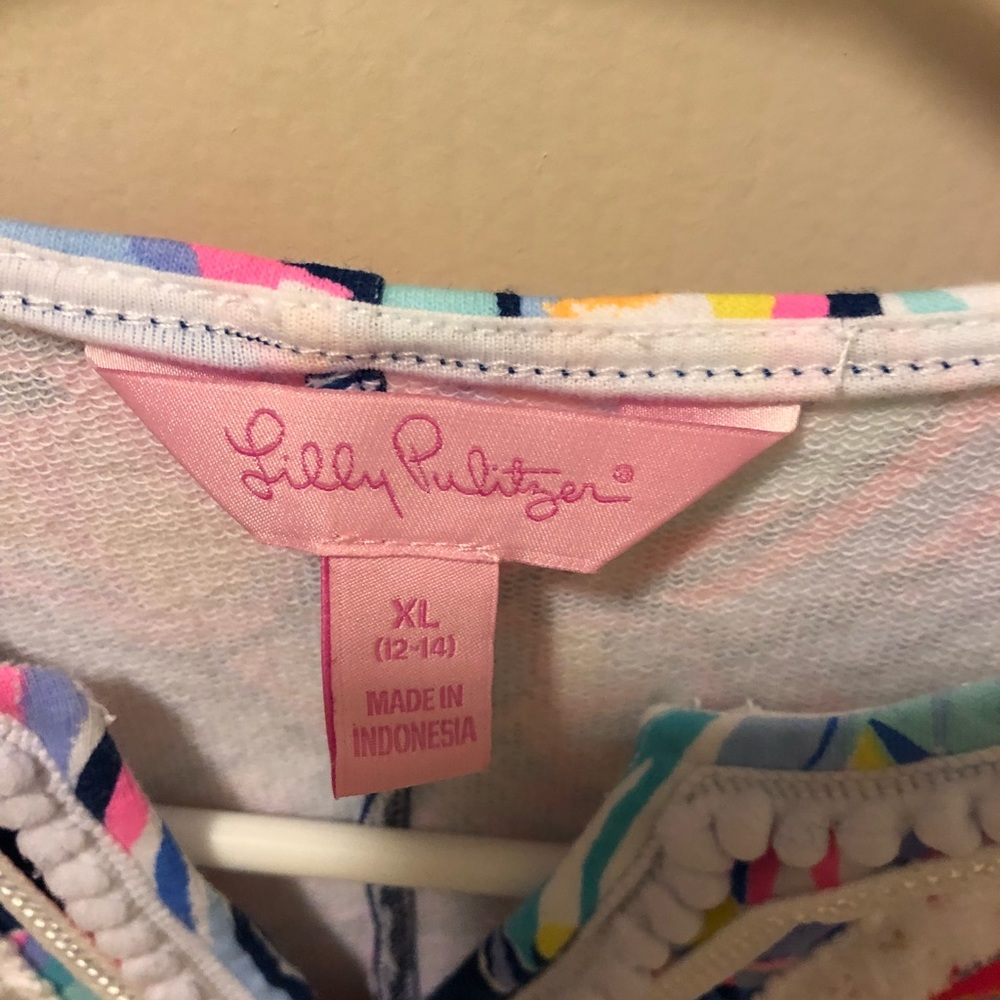 Lilly Pulitzer®
XL
(12-14)
MADE IN
INDONESIA